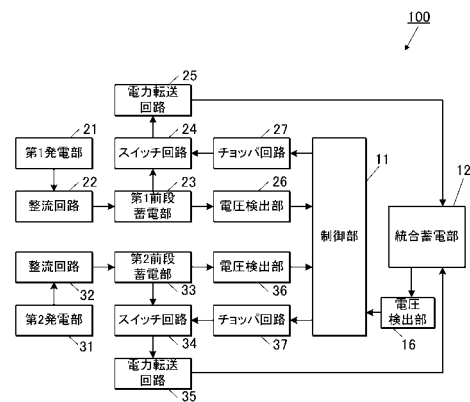 100
電力転送
回路
25
第1発電部
21
スイッチ回路
24
チョッパ回路
27
整流回路
22
第1前段
蓄電部
23
電圧検出部
26
制御部
11
統合蓄電部
12
整流回路
32
第2前段
蓄電部
33
電圧検出部
36
電圧
検出部
16
第2発電部
31
スイッチ回路
34
チョッパ回路
37
電力転送
回路
35